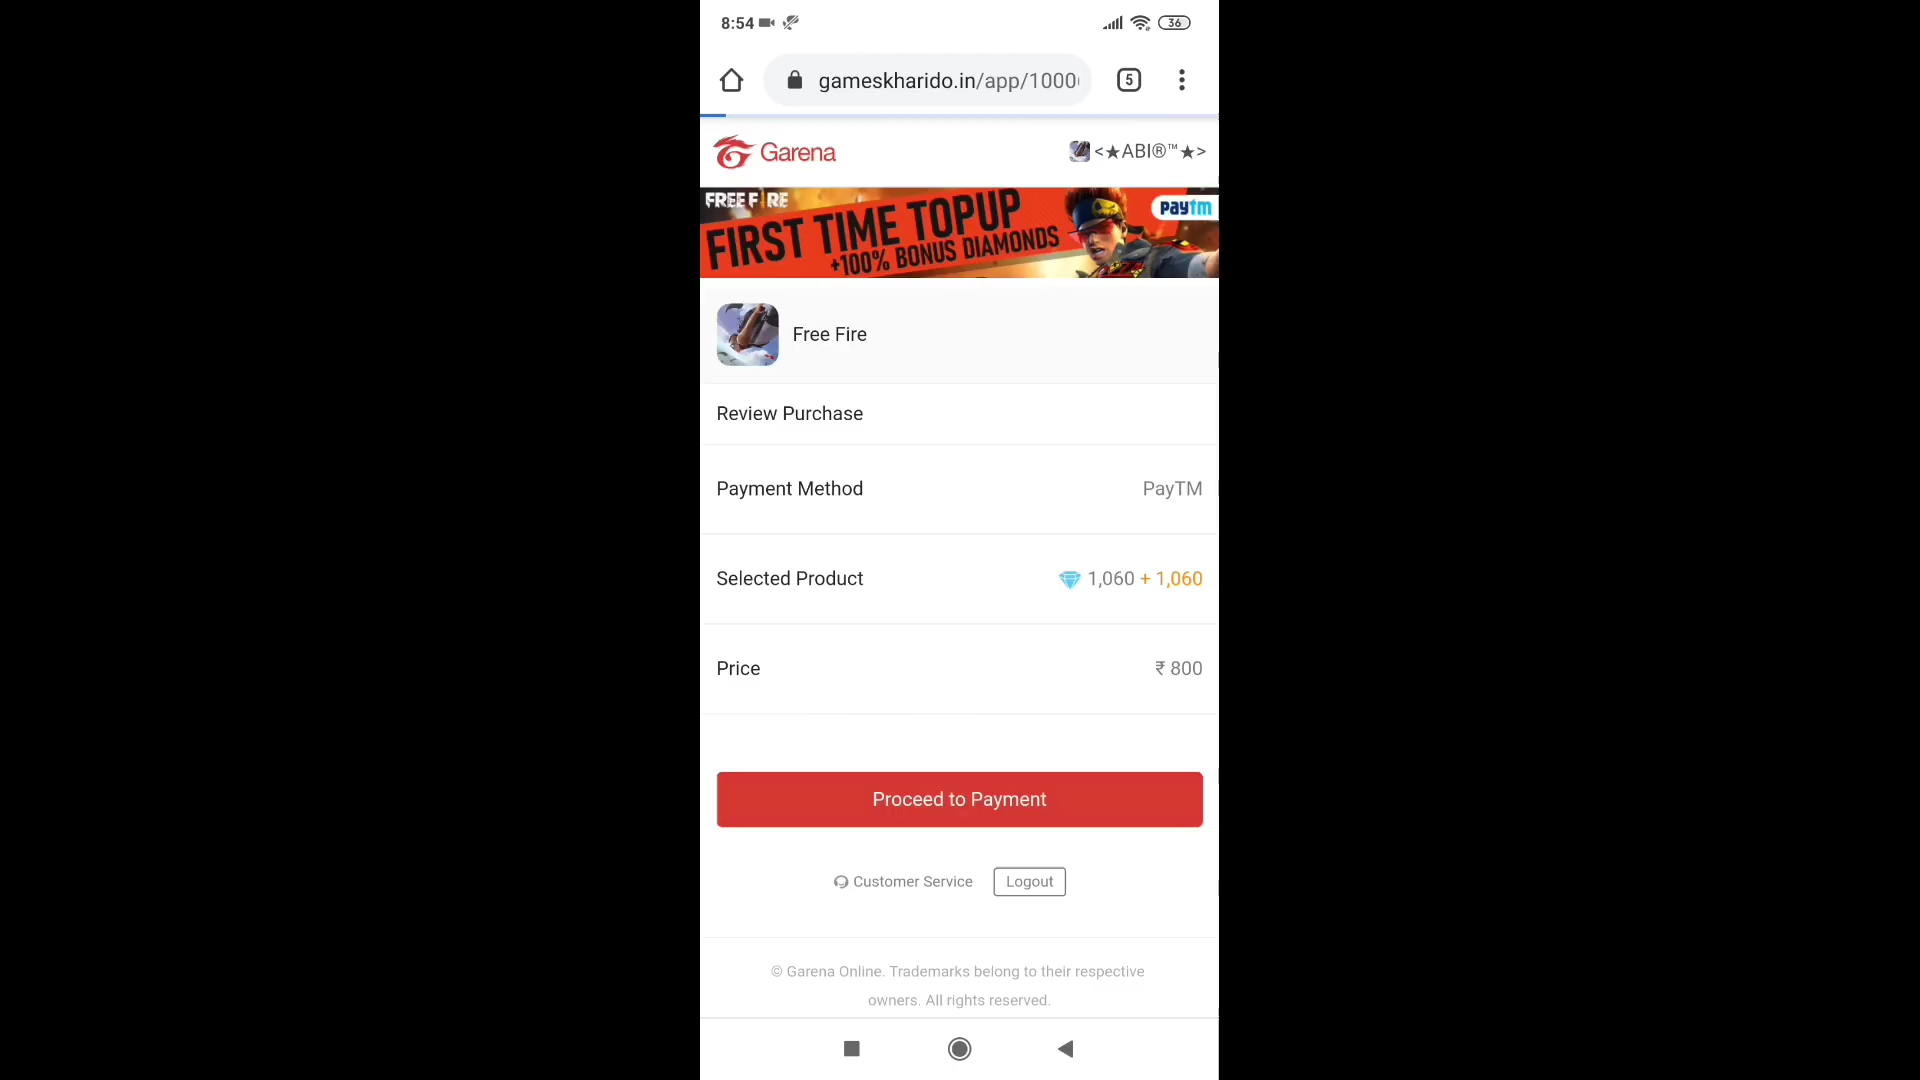 8:54
36
gameskharido.in/app/1000
5
Garena
<★ABI®™★>
FREE FIRE
FIRST TIME TOPUP
+100% BONUS DIAMONDS
paytm
Free Fire
Review Purchase
Payment Method
PayTM
Selected Product
1,060 + 1,060
Price
₹ 800
Proceed to Payment
Customer Service
Logout
© Garena Online. Trademarks belong to their respective
owners. All rights reserved.